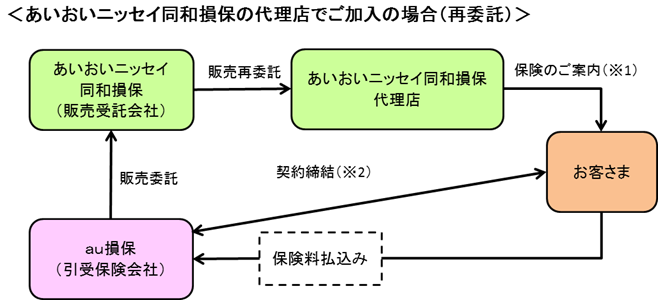 ＜あいおいニッセイ同和損保の代理店でご加入の場合（再委託）＞
あいおいニッセイ
同和損保
（販売受託会社）
販売再委託
あいおいニッセイ同和損保
代理店
保険のご案内（※1）
販売委託
契約締結（※2）
お客さま
au損保
（引受保険会社）
保険料払込み